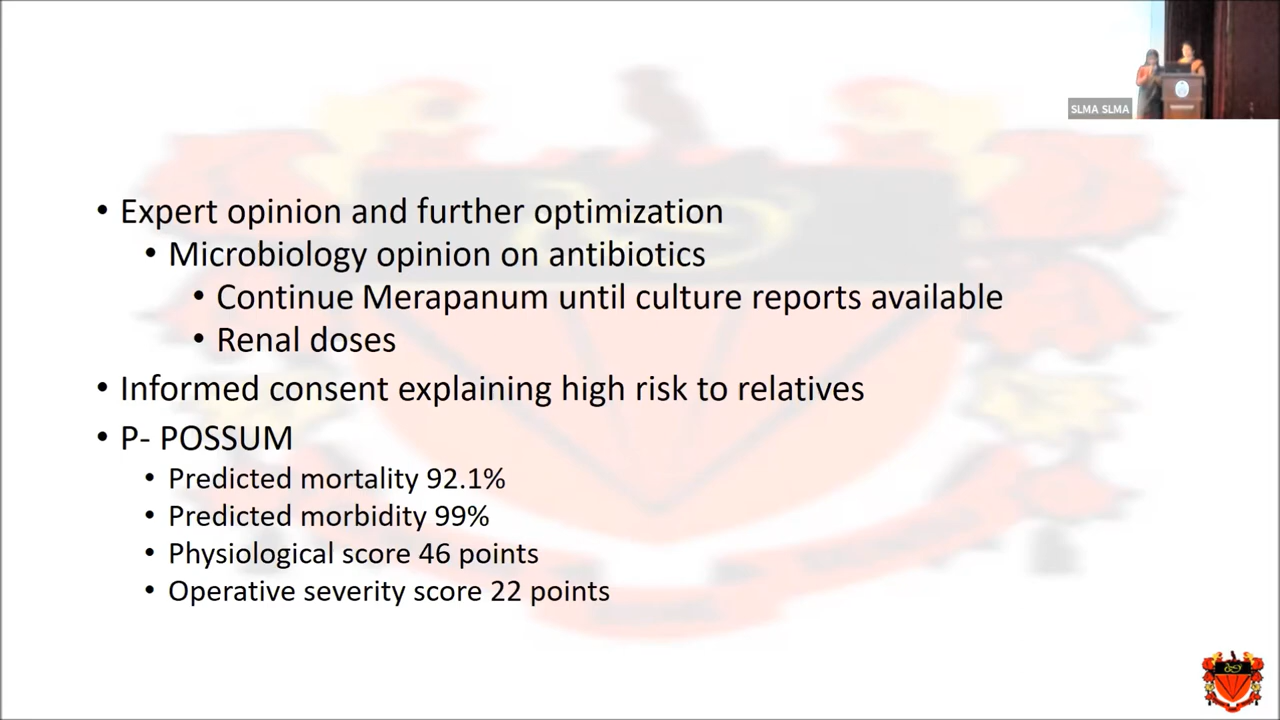 SLMA SLMA
• Expert opinion and further optimization
• Microbiology opinion on antibiotics
• Continue Merapanum until culture reports available
• Renal doses
• Informed consent explaining high risk to relatives
• P- POSSUM
• Predicted mortality 92.1%
• Predicted morbidity 99%
• Physiological score 46 points
• Operative severity score 22 points